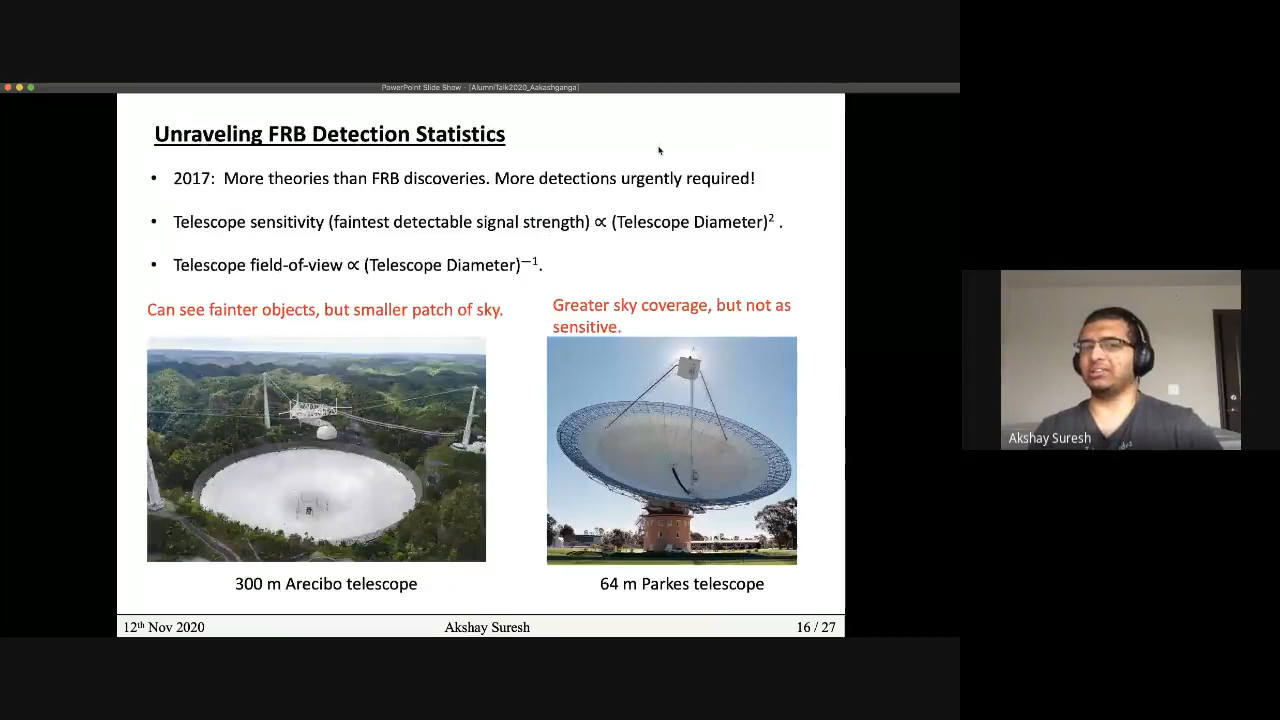 PowerPoint Slide Show - [AlumniTalk2020_Aakashganga]
Unraveling FRB Detection Statistics
• 2017: More theories than FRB discoveries. More detections urgently required!
• Telescope sensitivity (faintest detectable signal strength) ∝ (Telescope Diameter)² .
• Telescope field-of-view ∝ (Telescope Diameter)⁻¹.
Can see fainter objects, but smaller patch of sky.
Greater sky coverage, but not as
sensitive.
300 m Arecibo telescope
64 m Parkes telescope
12th Nov 2020
Akshay Suresh
16 / 27
Akshay Suresh